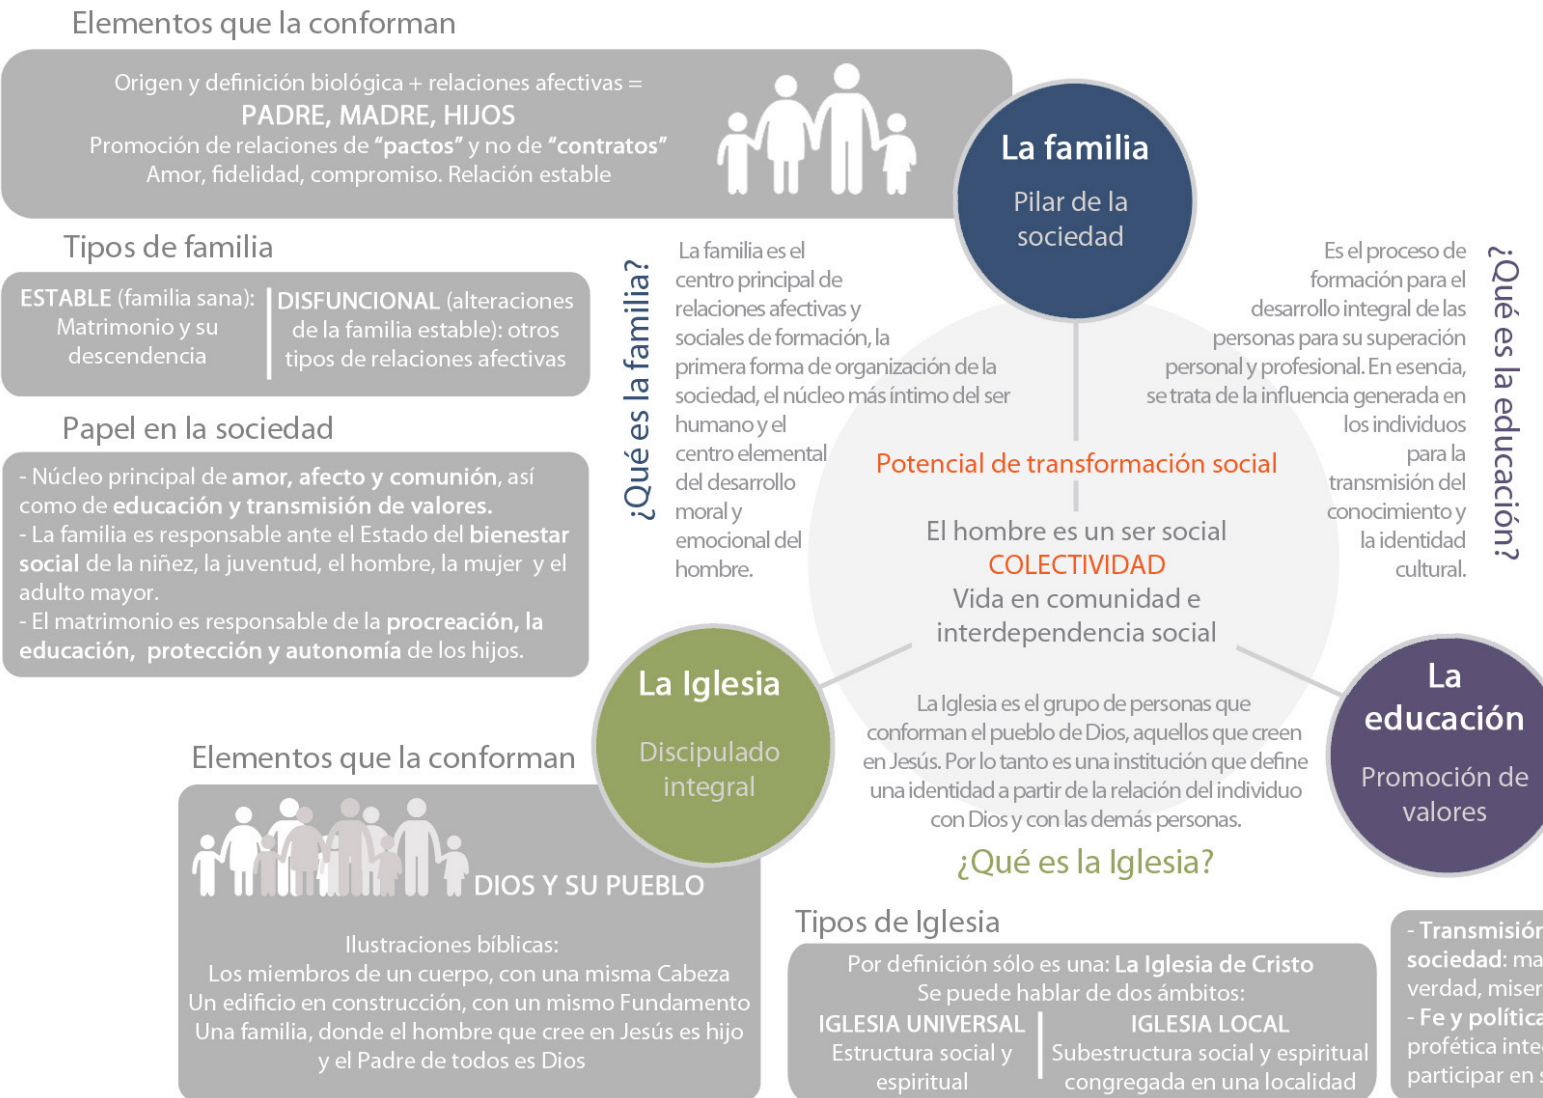 Elementos que la conforman
Origen y definición biológica + relaciones afectivas =
PADRE, MADRE, HIJOS
Promoción de relaciones de “pactos” y no de “contratos”
Amor, fidelidad, compromiso. Relación estable
La familia
Pilar de la
sociedad
Tipos de familia
ESTABLE (familia sana):
Matrimonio y su
descendencia
DISFUNCIONAL (alteraciones
de la familia estable): otros
tipos de relaciones afectivas
Papel en la sociedad
- Núcleo principal de amor, afecto y comunión, así
como de educación y transmisión de valores.
- La familia es responsable ante el Estado del bienestar
social de la niñez, la juventud, el hombre, la mujer y el
adulto mayor.
- El matrimonio es responsable de la procreación, la
educación, protección y autonomía de los hijos.
¿Qué es la familia?
La familia es el
centro principal de
relaciones afectivas y
sociales de formación, la
primera forma de organización de la
sociedad, el núcleo más íntimo del ser
humano y el
centro elemental
del desarrollo
moral y
emocional del
hombre.
Es el proceso de
formación para el
desarrollo integral de las
personas para su superación
personal y profesional. En esencia,
se trata de la influencia generada en
los individuos
para la
transmisión del
conocimiento y
la identidad
cultural.
¿Qué es la educación?
Potencial de transformación social
El hombre es un ser social
COLECTIVIDAD
Vida en comunidad e
interdependencia social
La Iglesia
Discipulado
integral
La
educación
Promoción de
valores
La Iglesia es el grupo de personas que
conforman el pueblo de Dios, aquellos que creen
en Jesús. Por lo tanto es una institución que define
una identidad a partir de la relación del individuo
con Dios y con las demás personas.
¿Qué es la Iglesia?
Elementos que la conforman
DIOS Y SU PUEBLO
Ilustraciones bíblicas:
Los miembros de un cuerpo, con una misma Cabeza
Un edificio en construcción, con un mismo Fundamento
Una familia, donde el hombre que cree en Jesús es hijo
y el Padre de todos es Dios
Tipos de Iglesia
Por definición sólo es una: La Iglesia de Cristo
Se puede hablar de dos ámbitos:
IGLESIA UNIVERSAL
Estructura social y
espiritual
IGLESIA LOCAL
Subestructura social y espiritual
congregada en una localidad
- Transmisión
sociedad: ma
verdad, miser
- Fe y política
profética inte
participar en s